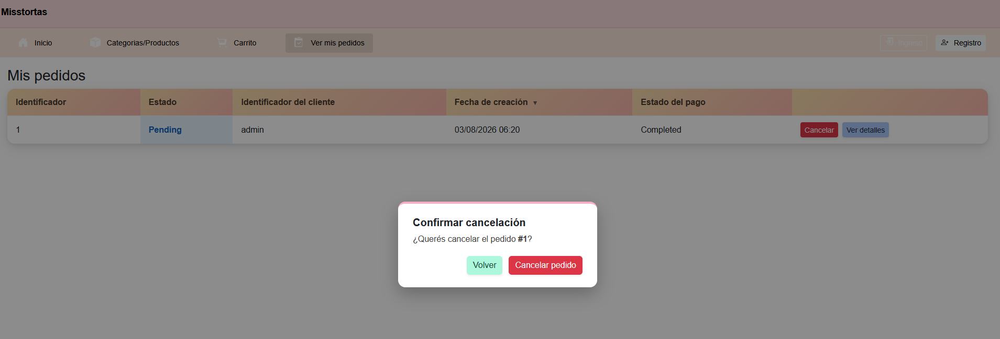 Misstortas
Inicio Categorias/Productos Carrito Ver mis pedidos Ingreso Registro
Mis pedidos
Identificador Estado Identificador del cliente Fecha de creación ▼ Estado del pago
1 Pending admin 03/08/2026 06:20 Completed Cancelar Ver detalles
Confirmar cancelación
¿Querés cancelar el pedido #1?
Volver Cancelar pedido